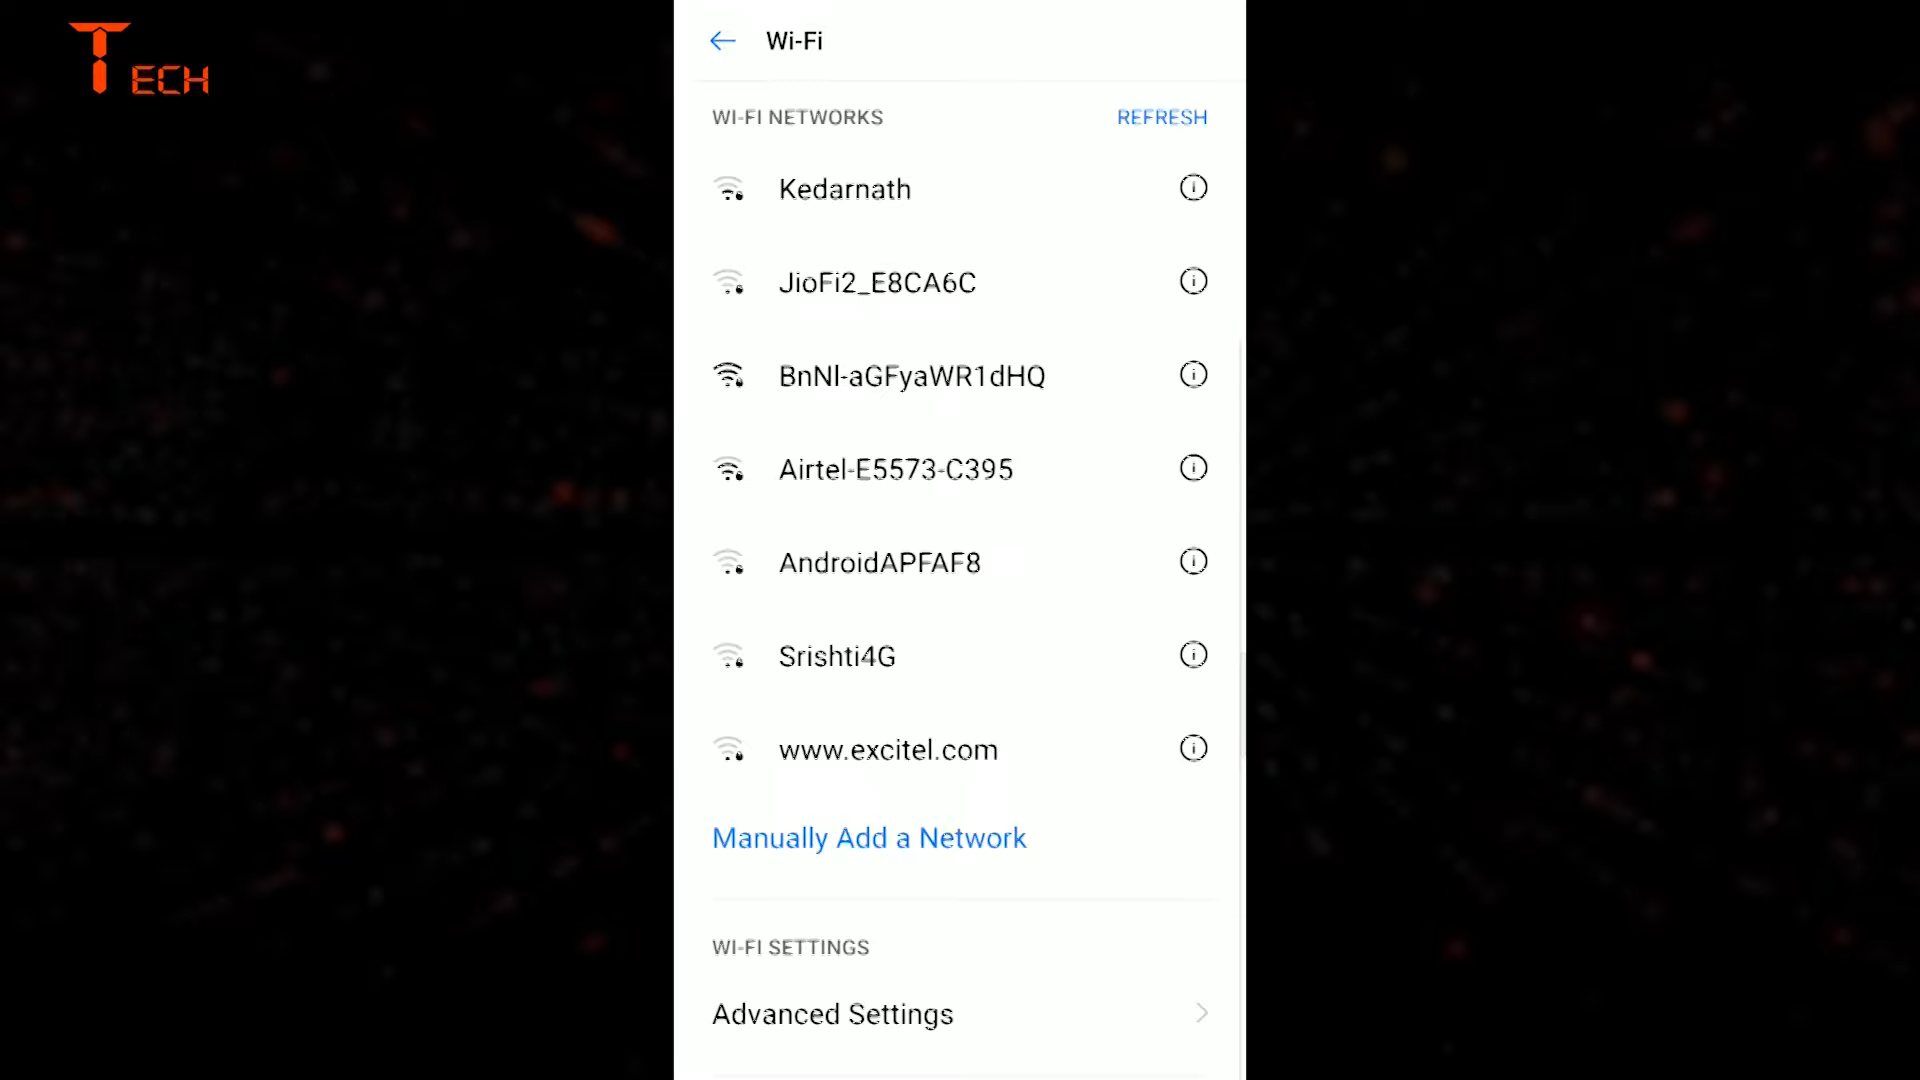 TECH
Wi-Fi
WI-FI NETWORKS
REFRESH
Kedarnath
JioFi2_E8CA6C
BnNl-aGFyaWR1dHQ
Airtel-E5573-C395
AndroidAPFAF8
Srishti4G
www.excitel.com
Manually Add a Network
WI-FI SETTINGS
Advanced Settings